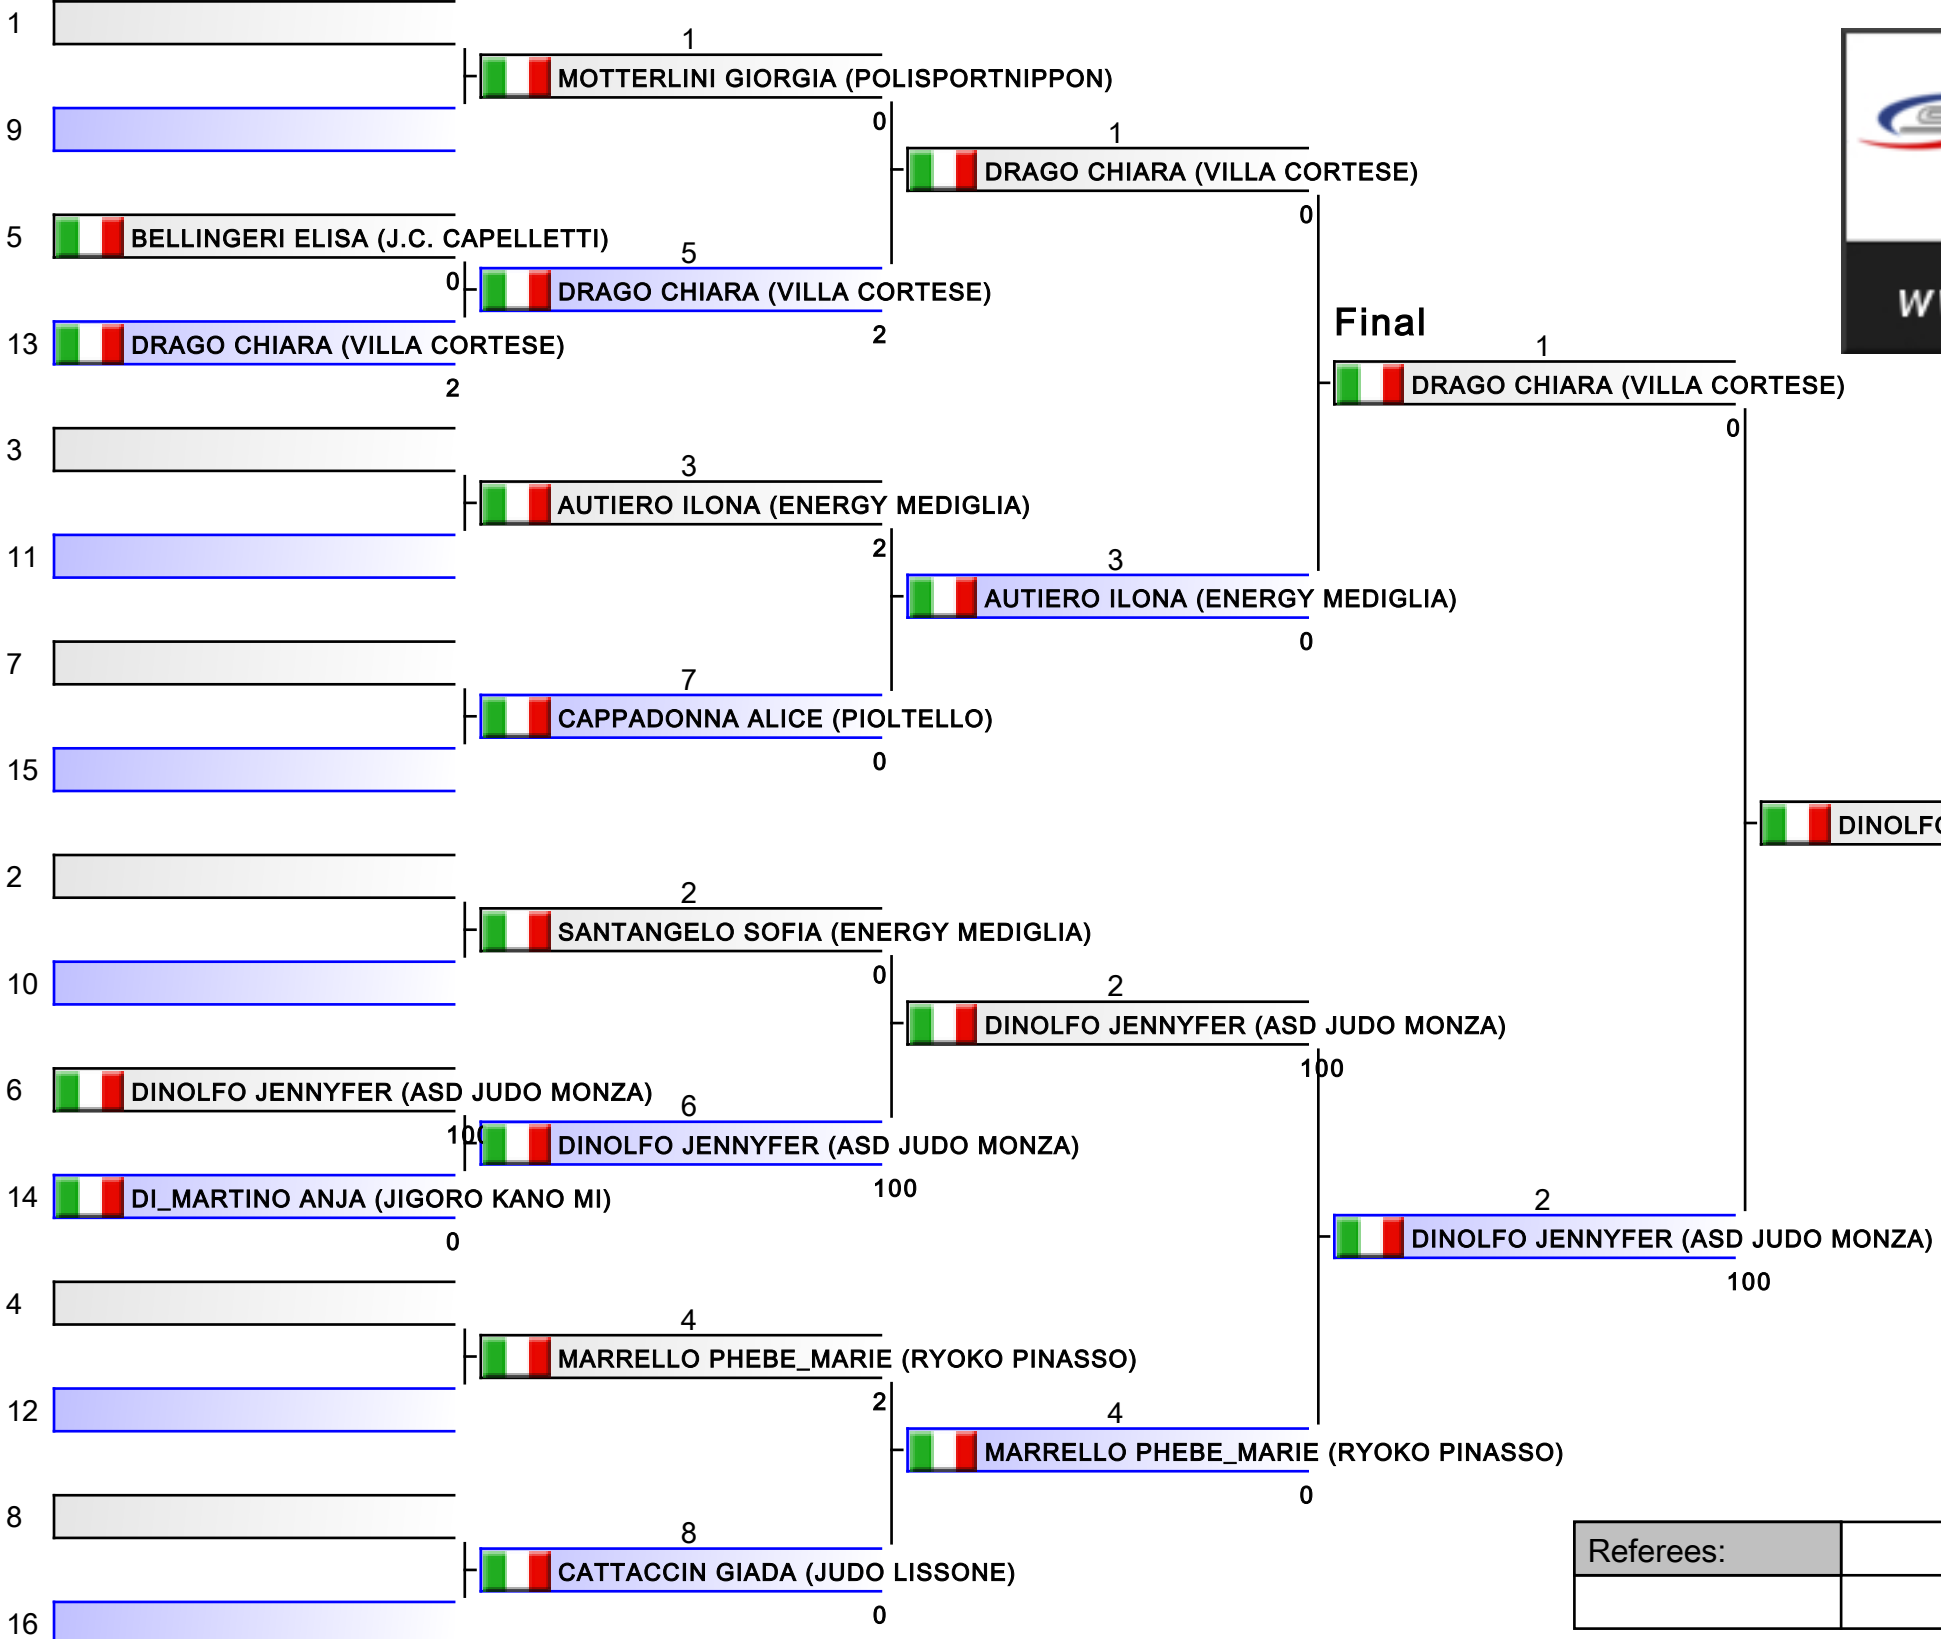 1
1
MOTTERLINI GIORGIA (POLISPORTNIPPON)
9
0
1
DRAGO CHIARA (VILLA CORTESE)
0
5
BELLINGERI ELISA (J.C. CAPELLETTI)
0
5
DRAGO CHIARA (VILLA CORTESE)
2
13
DRAGO CHIARA (VILLA CORTESE)
2
Final
1
DRAGO CHIARA (VILLA CORTESE)
0
3
3
AUTIERO ILONA (ENERGY MEDIGLIA)
2
11
3
AUTIERO ILONA (ENERGY MEDIGLIA)
0
7
7
CAPPADONNA ALICE (PIOLTELLO)
0
15
2
2
SANTANGELO SOFIA (ENERGY MEDIGLIA)
0
10
2
DINOLFO JENNYFER (ASD JUDO MONZA)
100
6
DINOLFO JENNYFER (ASD JUDO MONZA)
6
DINOLFO JENNYFER (ASD JUDO MONZA)
100
14
DI_MARTINO ANJA (JIGORO KANO MI)
0
2
DINOLFO JENNYFER (ASD JUDO MONZA)
100
4
4
MARRELLO PHEBE_MARIE (RYOKO PINASSO)
2
12
4
MARRELLO PHEBE_MARIE (RYOKO PINASSO)
0
8
8
CATTACCIN GIADA (JUDO LISSONE)
0
16
Referees: